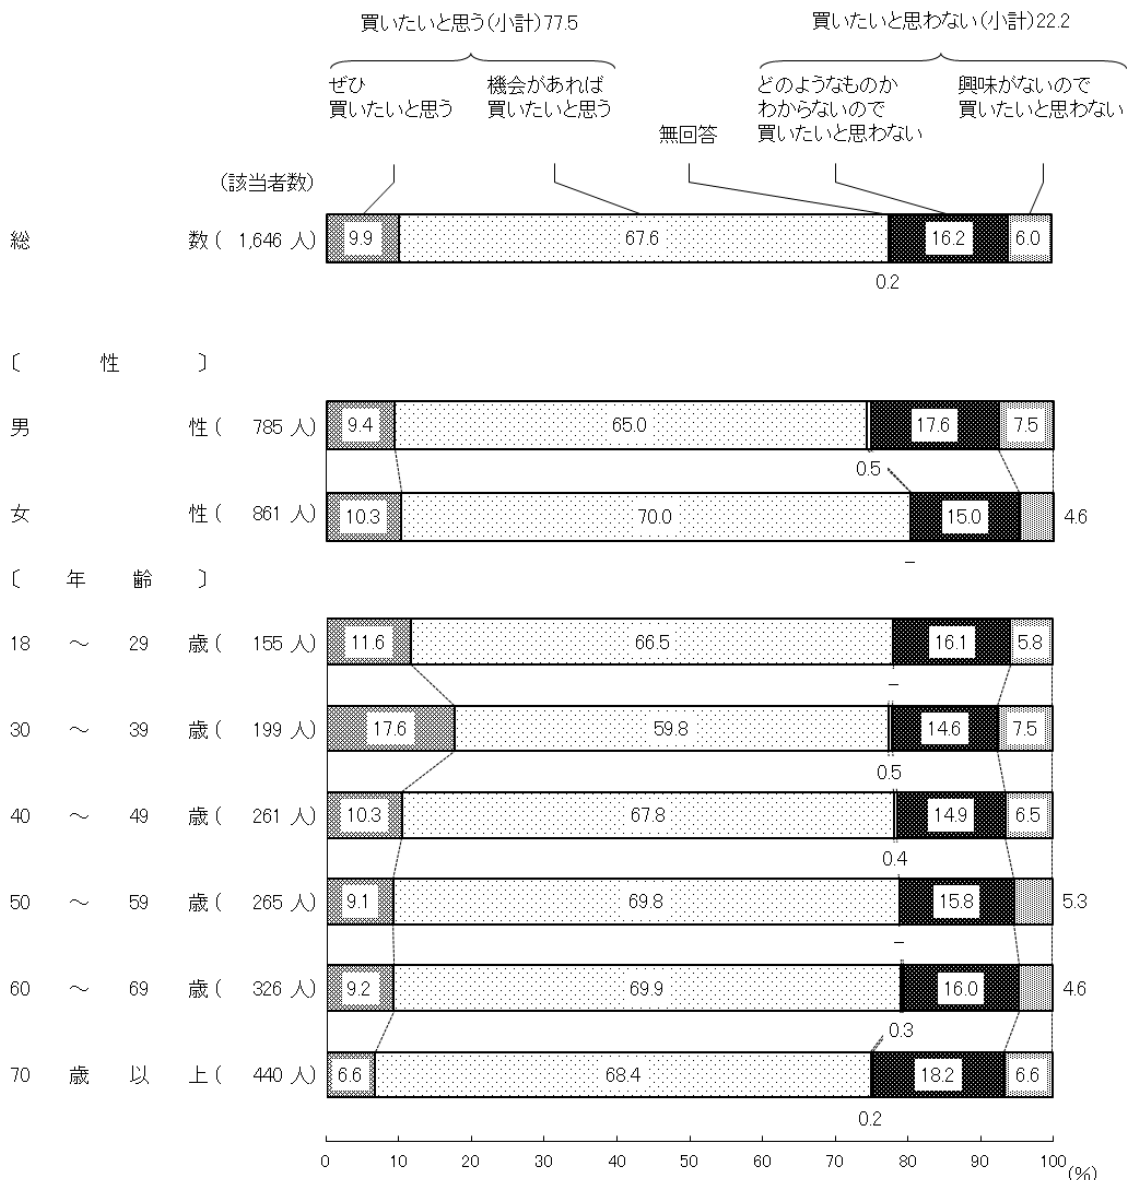 買いたいと思う(小計)77.5
買いたいと思わない(小計)22.2
ぜひ
買いたいと思う
機会があれば
買いたいと思う
無回答
どのようなものか
わからないので
買いたいと思わない
興味がないので
買いたいと思わない
(該当者数)
総 数( 1,646 人) 9.9 67.6 16.2 6.0
0.2
〔 性 〕
男 性( 785 人) 9.4 65.0 17.6 7.5
0.5
女 性( 861 人) 10.3 70.0 15.0 4.6
−
〔 年 齢 〕
18 ～ 29 歳( 155 人) 11.6 66.5 16.1 5.8
−
30 ～ 39 歳( 199 人) 17.6 59.8 14.6 7.5
0.5
40 ～ 49 歳( 261 人) 10.3 67.8 14.9 6.5
0.4
50 ～ 59 歳( 265 人) 9.1 69.8 15.8 5.3
−
60 ～ 69 歳( 326 人) 9.2 69.9 16.0 4.6
0.3
70 歳 以 上( 440 人) 6.6 68.4 18.2 6.6
0.2
0 10 20 30 40 50 60 70 80 90 100
(%)